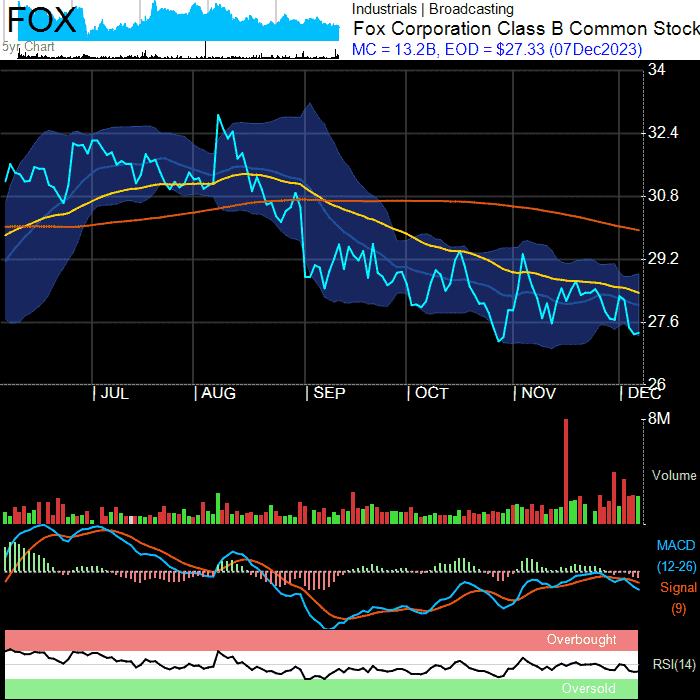 FOX
5yr Chart
Industrials | Broadcasting
Fox Corporation Class B Common Stock
MC = 13.2B, EOD = $27.33 (07Dec2023)
34
32.4
30.8
29.2
27.6
26
JUL
AUG
SEP
OCT
NOV
DEC
8M
Volume
MACD
(12-26)
Signal
(9)
Overbought
RSI(14)
Oversold